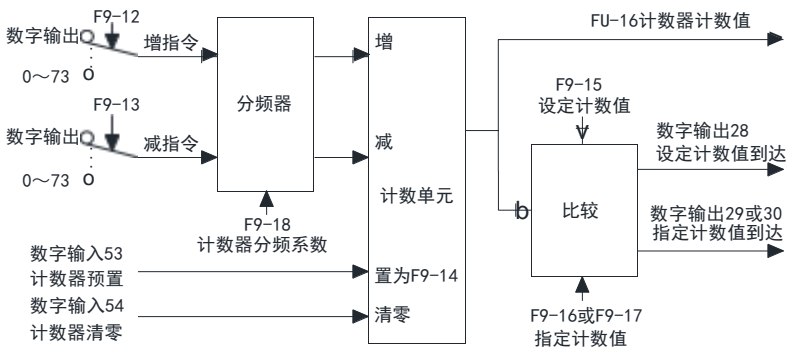 F9-12
数字输出
增指令
0～73
F9-13
数字输出
减指令
0～73
分频器
F9-18
计数器分频系数
数字输入53
计数器预置
数字输入54
计数器清零
增
减
计数单元
置为F9-14
清零
FU-16计数器计数值
F9-15
设定计数值
比较
数字输出28
设定计数值到达
数字输出29或30
指定计数值到达
F9-16或F9-17
指定计数值